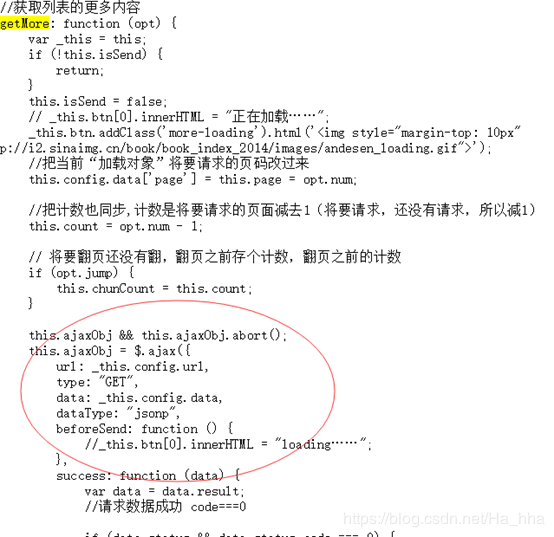 //获取列表的更多内容
getMore: function (opt) {
var _this = this;
if (!this.isSend) {
return;
}
this.isSend = false;
// _this.btn[0].innerHTML = "正在加载……";
_this.btn.addClass('more-loading').html('<img style="margin-top: 10px"
p://i2.sinaimg.cn/book/book_index_2014/images/andesen_loading.gif">');
//把当前“加载对象”将要请求的页码改过来
this.config.data['page'] = this.page = opt.num;
//把计数也同步,计数是将要请求的页面减去1（将要请求，还没有请求，所以减1）
this.count = opt.num - 1;
// 将要翻页还没有翻，翻页之前存个计数，翻页之前的计数
if (opt.jump) {
this.chunCount = this.count;
}
this.ajaxObj && this.ajaxObj.abort();
this.ajaxObj = $.ajax({
url: _this.config.url,
type: "GET",
data: _this.config.data,
dataType: "jsonp",
beforeSend: function () {
//_this.btn[0].innerHTML = "loading……";
},
success: function (data) {
var data = data.result;
//请求数据成功 code===0
https://blog.csdn.net/Ha_hha